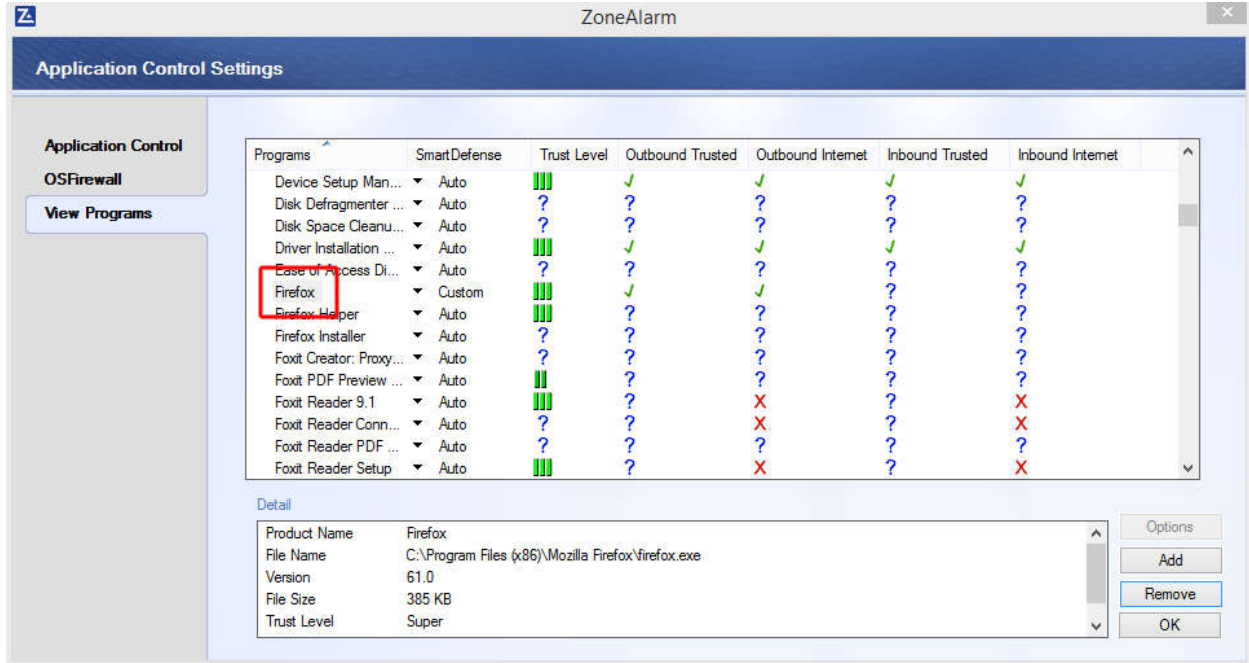 ZoneAlarm
Application Control Settings
Application Control
OSFirewall
View Programs
Programs SmartDefense Trust Level Outbound Trusted Outbound Internet Inbound Trusted Inbound Internet
Device Setup Man... Auto
Disk Defragmenter ... Auto ? ? ? ? ?
Disk Space Cleanu... Auto ? ? ? ? ?
Driver Installation ... Auto
Ease of Access Di... Auto ? ? ? ? ?
Firefox Custom ? ?
Firefox Helper Auto ? ? ? ?
Firefox Installer Auto ? ? ? ? ?
Foxit Creator: Proxy... Auto ? ? ? ? ?
Foxit PDF Preview ... Auto ? ? ? ?
Foxit Reader 9.1 Auto ? X ? X
Foxit Reader Conn... Auto ? ? X ? X
Foxit Reader PDF ... Auto ? ? ? ? ?
Foxit Reader Setup Auto ? X ? X
Detail
Product Name Firefox
File Name C:\Program Files (x86)\Mozilla Firefox\firefox.exe
Version 61.0
File Size 385 KB
Trust Level Super
Options
Add
Remove
OK